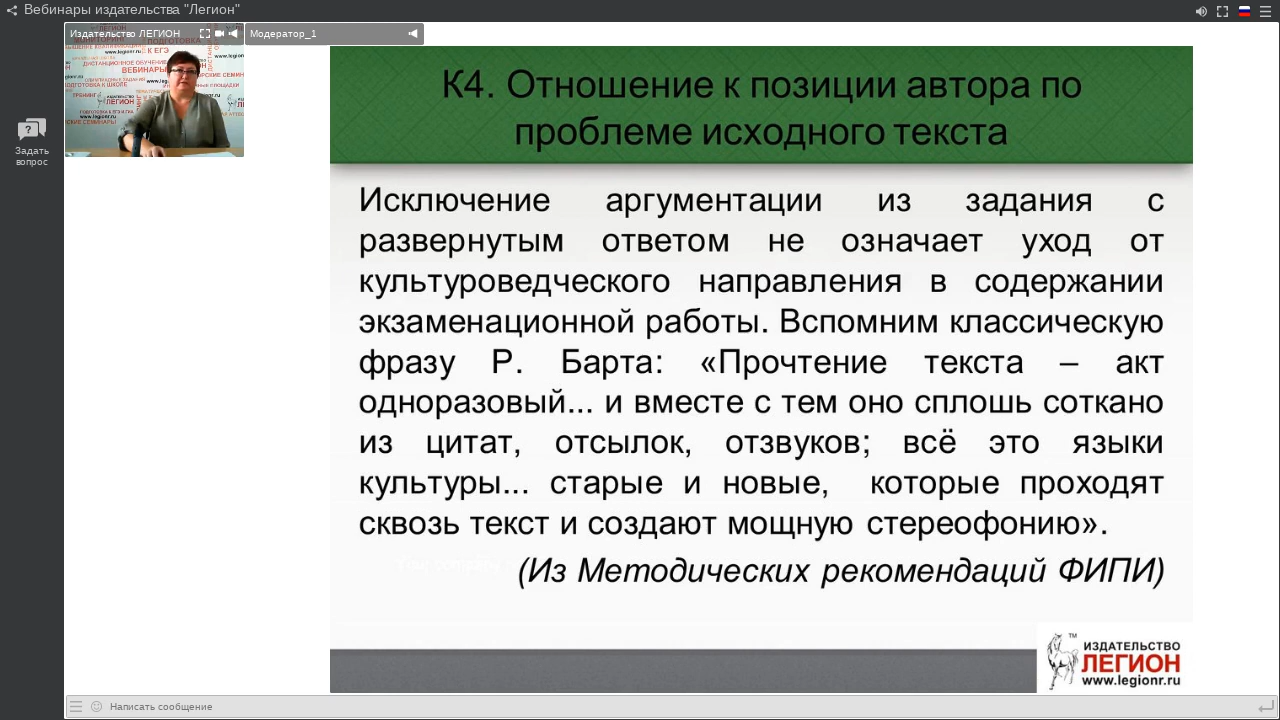 Вебинары издательства "Легион"
Издательство ЛЕГИОН
Модератор_1
Задать
вопрос
К4. Отношение к позиции автора по
проблеме исходного текста
Исключение аргументации из задания с
развернутым ответом не означает уход от
культуроведческого направления в содержании
экзаменационной работы. Вспомним классическую
фразу Р. Барта: «Прочтение текста – акт
одноразовый... и вместе с тем оно сплошь соткано
из цитат, отсылок, отзвуков; всё это языки
культуры... старые и новые, которые проходят
сквозь текст и создают мощную стереофонию».
(Из Методических рекомендаций ФИПИ)
TM
ИЗДАТЕЛЬСТВО
ЛЕГИОН
www.legionr.ru
Написать сообщение